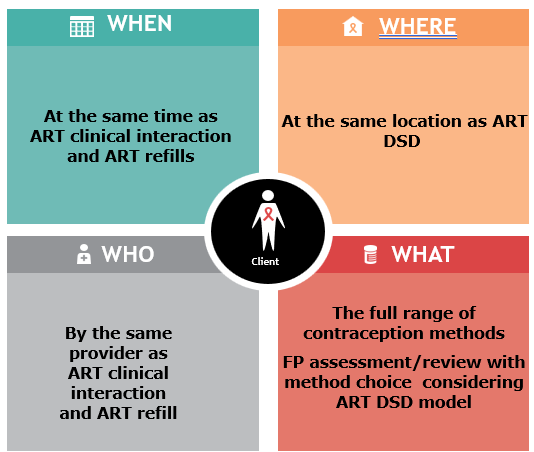 WHEN
At the same time as
ART clinical interaction
and ART refills
WHERE
At the same location as ART
DSD
Client
WHO
By the same
provider as
ART clinical
interaction
and ART refill
WHAT
The full range of
contraception methods
FP assessment/review with
method choice considering
ART DSD model